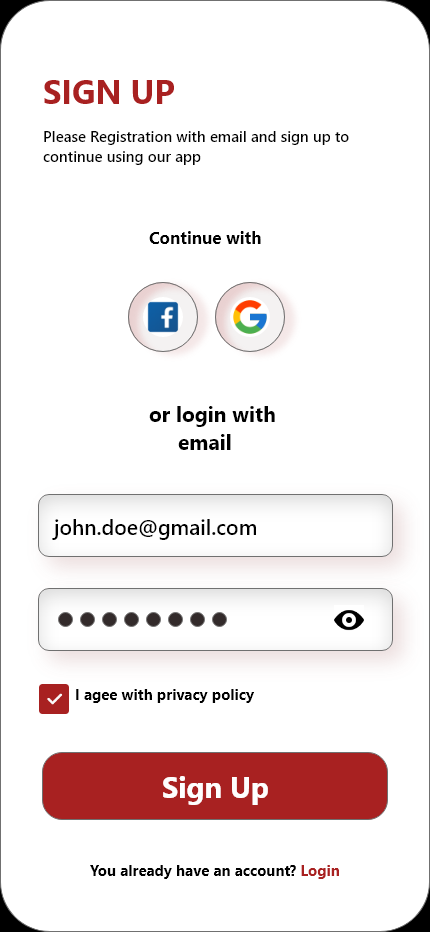 SIGN UP
Please Registration with email and sign up to
continue using our app
Continue with
or login with
email
john.doe@gmail.com
I agee with privacy policy
Sign Up
You already have an account? Login